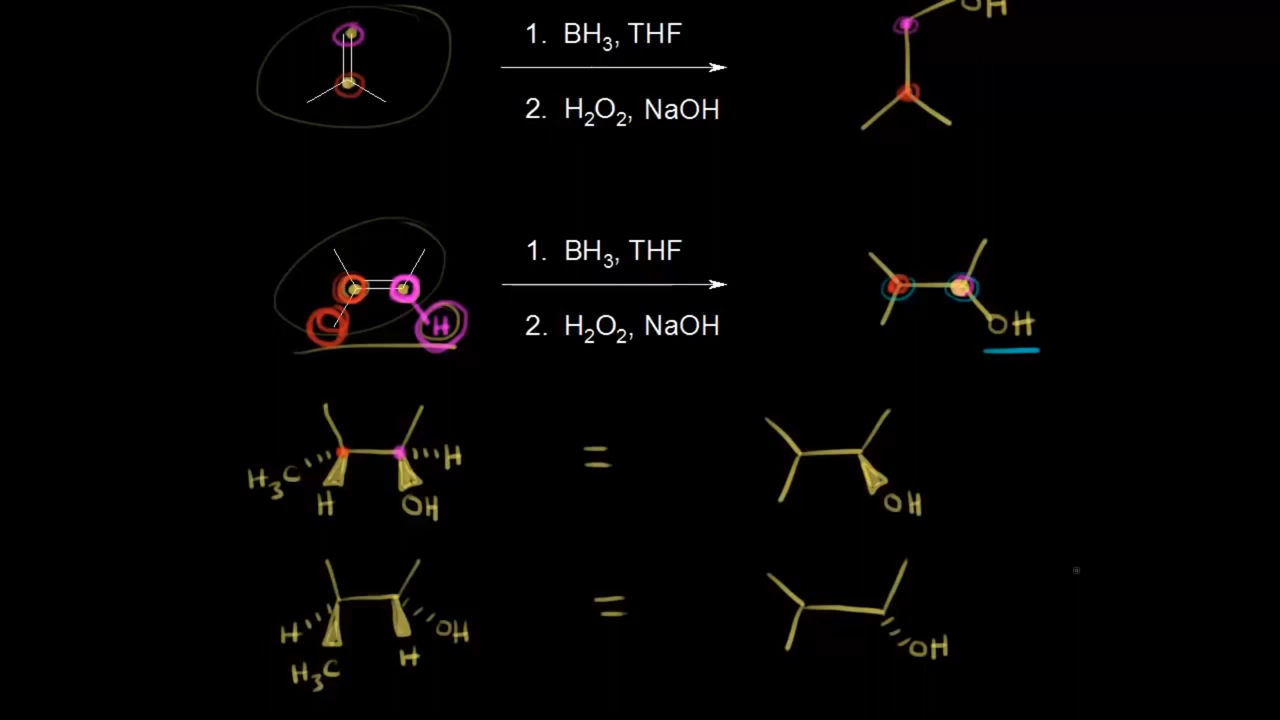 OH
1. BH3, THF
2. H2O2, NaOH
1. BH3, THF
H
2. H2O2, NaOH
OH
H3C H
H OH
=
OH
H OH
H3C H
=
OH